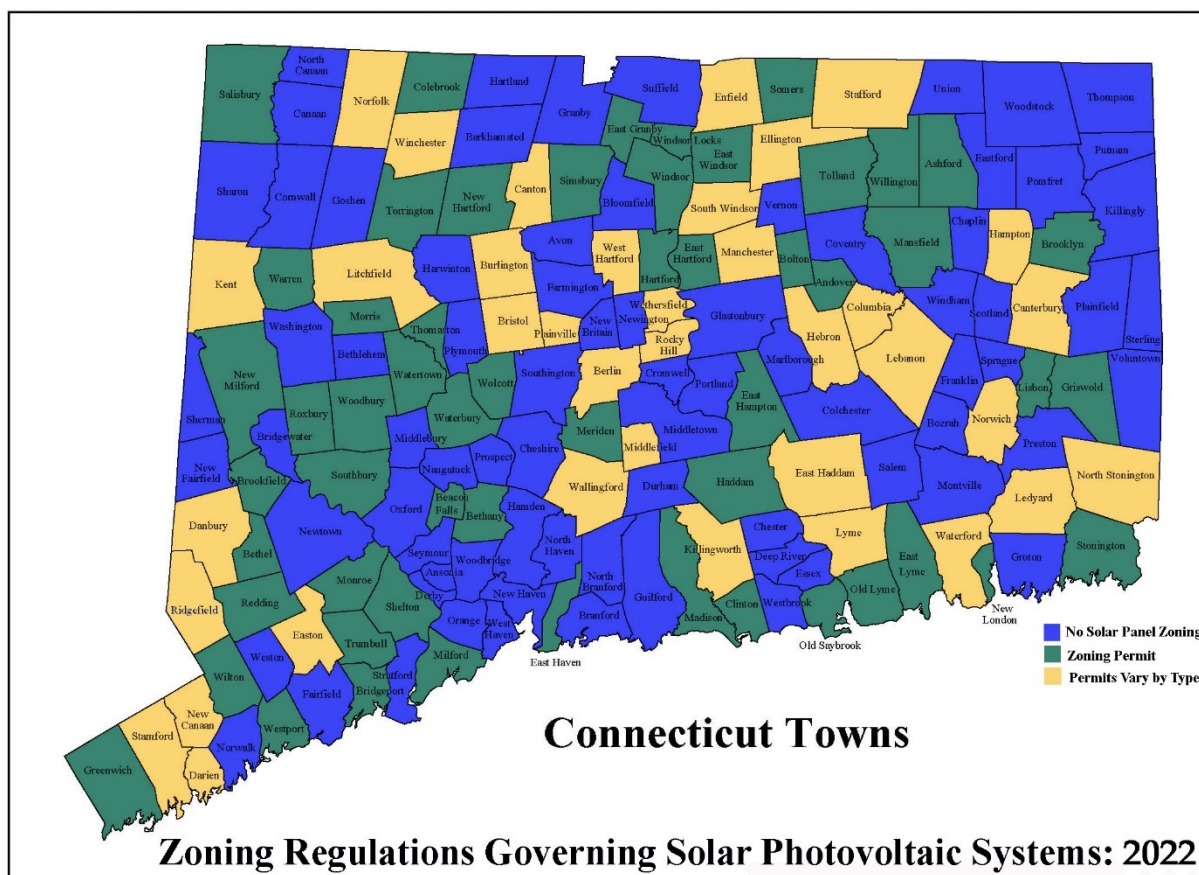 North
Canaan
Salisbury
Canaan
Norfolk
Colebrook
Hartland
Granby
Suffield
Enfield
Somers
Stafford
Union
Woodstock
Thompson
Winchester
Barkhamsted
East Granby
Windsor Locks
East
Windsor
Ellington
Putnam
Sharon
Cornwall
Goshen
Torrington
New
Hartford
Canton
Simsbury
Windsor
Bloomfield
South Windsor
Vernon
Tolland
Willington
Ashford
Eastford
Pomfret
Killingly
Kent
Warren
Litchfield
Harwinton
Burlington
Avon
Farmington
West
Hartford
Hartford
East
Hartford
Manchester
Bolton
Coventry
Andover
Mansfield
Chaplin
Hampton
Brooklyn
Washington
Morris
Bethlehem
Thomaston
Plymouth
Bristol
Plainville
New
Britain
Newington
Wethersfield
Rocky
Hill
Glastonbury
Hebron
Columbia
Windham
Scotland
Canterbury
Plainfield
Sterling
New
Milford
Watertown
Wolcott
Southington
Berlin
Cromwell
Portland
Marlborough
Lebanon
Franklin
Sprague
Lisbon
Griswold
Voluntown
Sherman
Roxbury
Woodbury
Waterbury
Bridgewater
Middlebury
Meriden
Middletown
East
Hampton
Colchester
Bozrah
Norwich
Preston
New
Fairfield
Brookfield
Southbury
Naugatuck
Prospect
Cheshire
Middlefield
Wallingford
Durham
Haddam
East Haddam
Salem
Montville
Ledyard
North Stonington
Danbury
Bethel
Newtown
Oxford
Beacon
Falls
Bethany
Hamden
Seymour
Woodbridge
North
Haven
Killingworth
Chester
Deep River
Essex
Lyme
East
Lyme
Waterford
Groton
Stonington
Ridgefield
Redding
Monroe
Ansonia
Derby
Shelton
New Haven
North
Branford
Guilford
Easton
Trumbull
Orange
West
Haven
Branford
Madison
Clinton
Westbrook
Old Lyme
New
London
Wilton
Weston
Fairfield
Stratford
Bridgeport
Milford
East Haven
Old Saybrook
New
Canaan
Stamford
Norwalk
Westport
Greenwich
Darien
No Solar Panel Zoning
Zoning Permit
Permits Vary by Type
Connecticut Towns
Zoning Regulations Governing Solar Photovoltaic Systems: 2022